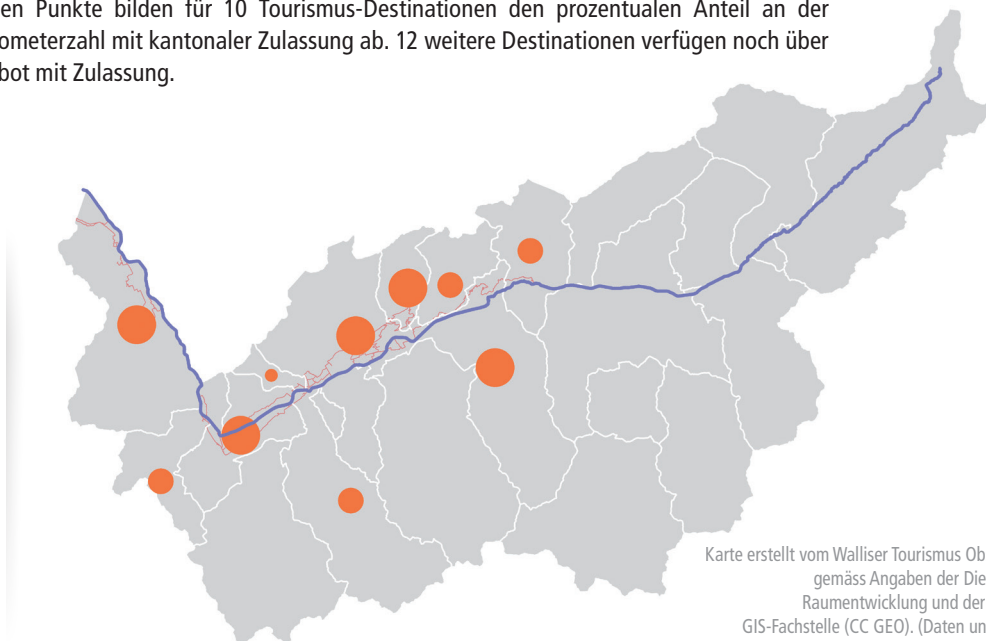 en Punkte bilden für 10 Tourismus-Destinationen den prozentualen Anteil an der
ometerzahl mit kantonaler Zulassung ab. 12 weitere Destinationen verfügen noch über
bot mit Zulassung.
Karte erstellt vom Walliser Tourismus Ob
gemäss Angaben der Die
Raumentwicklung und der
GIS-Fachstelle (CC GEO). (Daten un